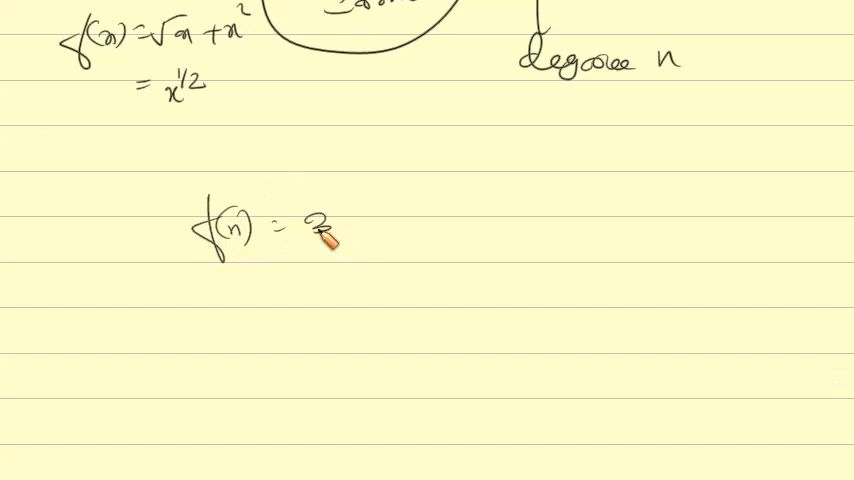 f(x) = √x + x²
degree n
= x^1/2
f(x) =